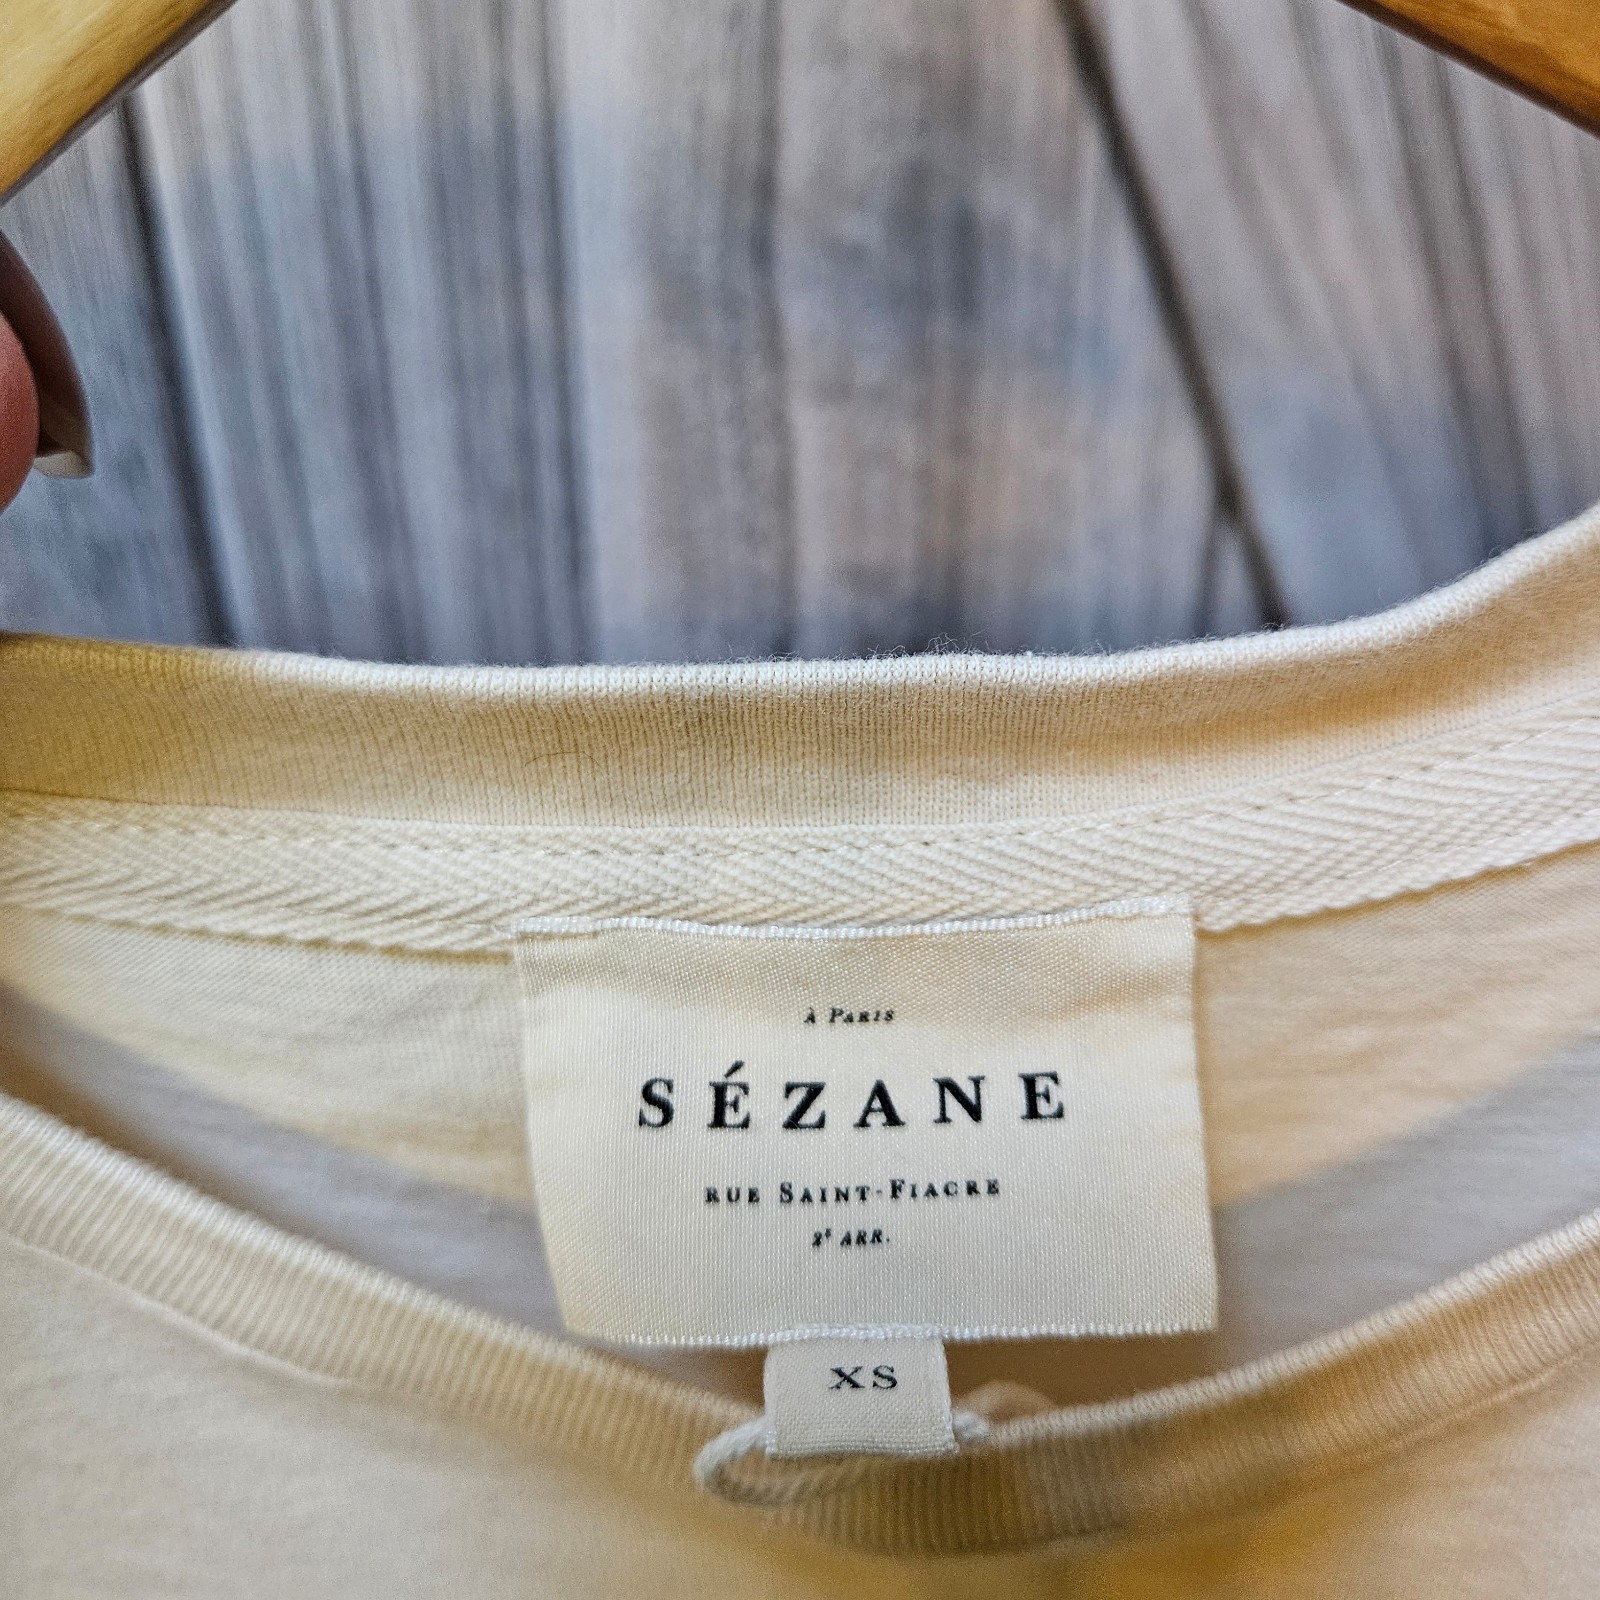 À PARIS
SÉZANE
RUE SAINT-FIACRE
2E ARR.
XS